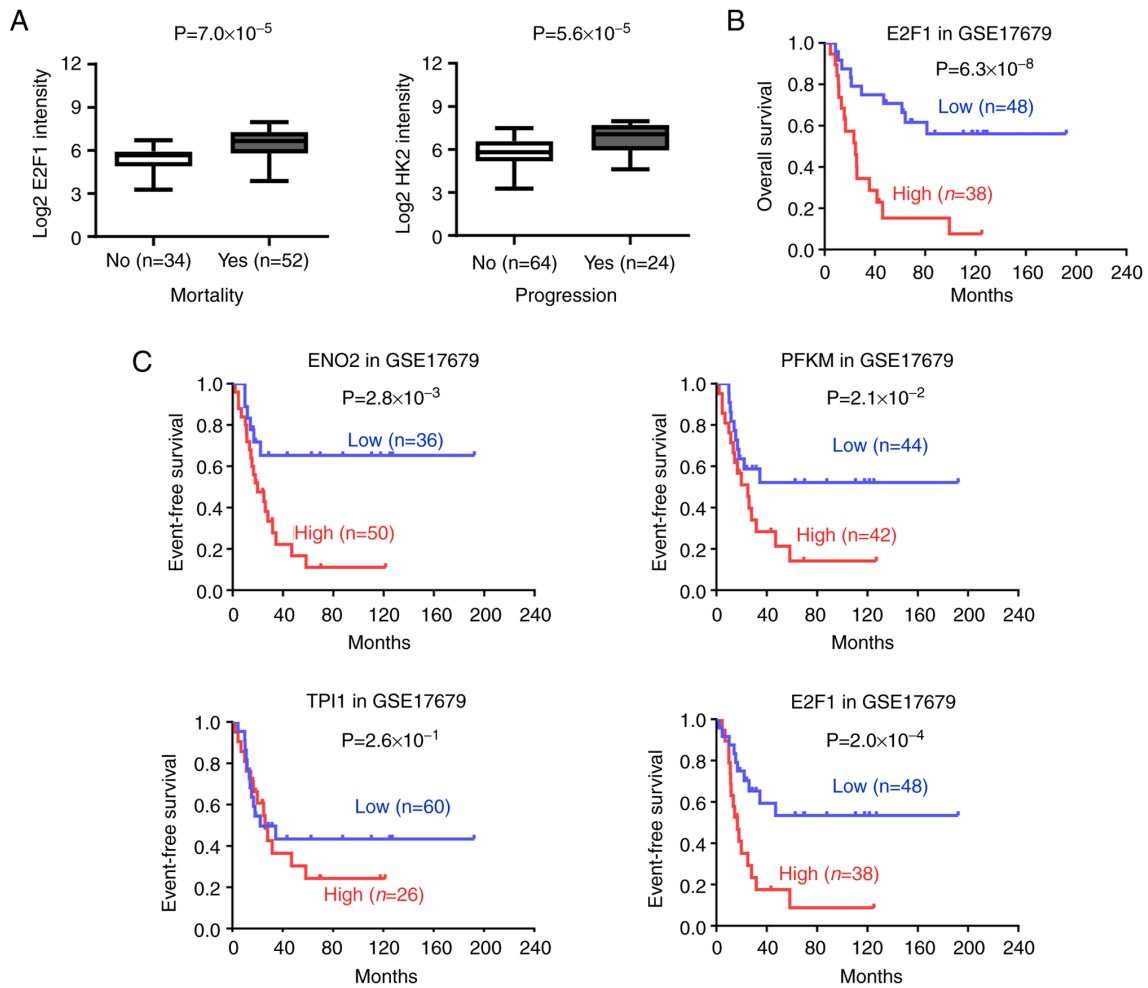 A
P=7.0×10⁻⁵
Log2 E2F1 intensity
12
9
6
3
0
No (n=34)
Yes (n=52)
Mortality
P=5.6×10⁻⁵
Log2 HK2 intensity
12
9
6
3
0
No (n=64)
Yes (n=24)
Progression
B
E2F1 in GSE17679
P=6.3×10⁻⁸
Low (n=48)
High (n=38)
Overall survival
1.0
0.8
0.6
0.4
0.2
0.0
0 40 80 120 160 200 240
Months
C
ENO2 in GSE17679
P=2.8×10⁻³
Low (n=36)
High (n=50)
Event-free survival
1.0
0.8
0.6
0.4
0.2
0.0
0 40 80 120 160 200 240
Months
PFKM in GSE17679
P=2.1×10⁻²
Low (n=44)
High (n=42)
Event-free survival
1.0
0.8
0.6
0.4
0.2
0.0
0 40 80 120 160 200 240
Months
TPI1 in GSE17679
P=2.6×10⁻¹
Low (n=60)
High (n=26)
Event-free survival
1.0
0.8
0.6
0.4
0.2
0.0
0 40 80 120 160 200 240
Months
E2F1 in GSE17679
P=2.0×10⁻⁴
Low (n=48)
High (n=38)
Event-free survival
1.0
0.8
0.6
0.4
0.2
0.0
0 40 80 120 160 200 240
Months